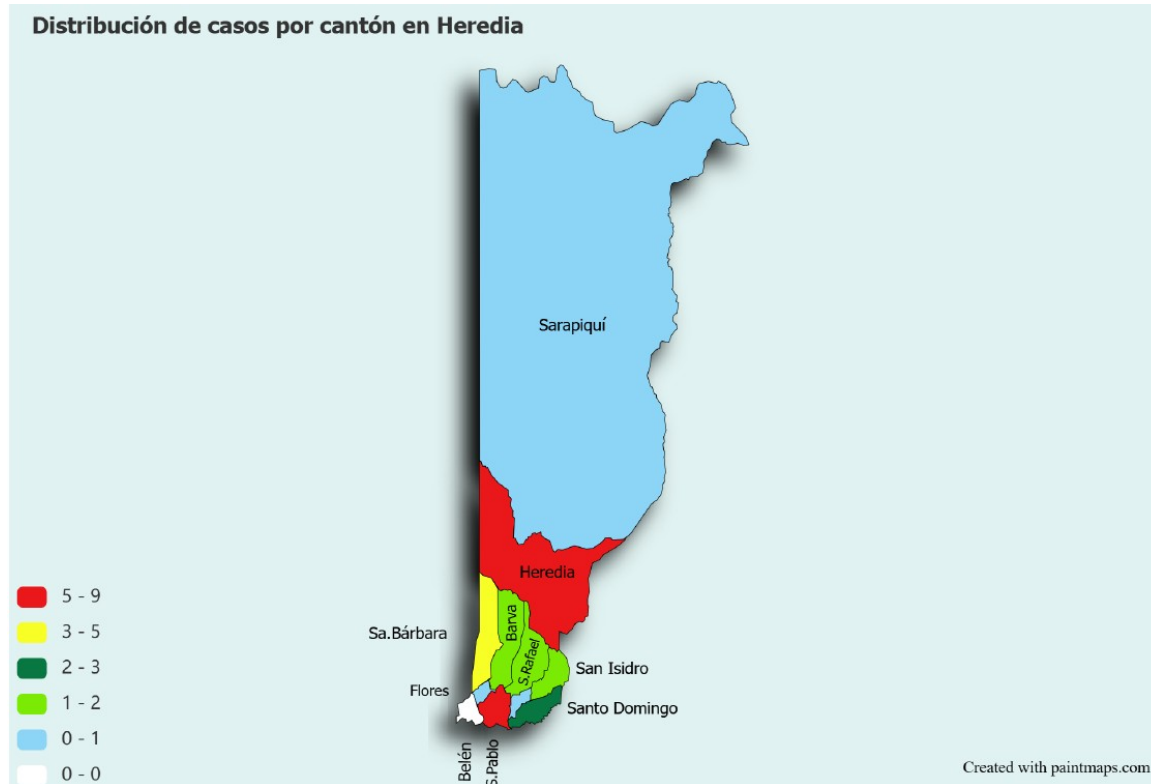 Distribución de casos por cantón en Heredia
Sarapiquí
Heredia
Barva
S.Rafael
Sa.Bárbara
San Isidro
Flores
Santo Domingo
Belén
S.Pablo
5 - 9
3 - 5
2 - 3
1 - 2
0 - 1
0 - 0
Created with paintmaps.com